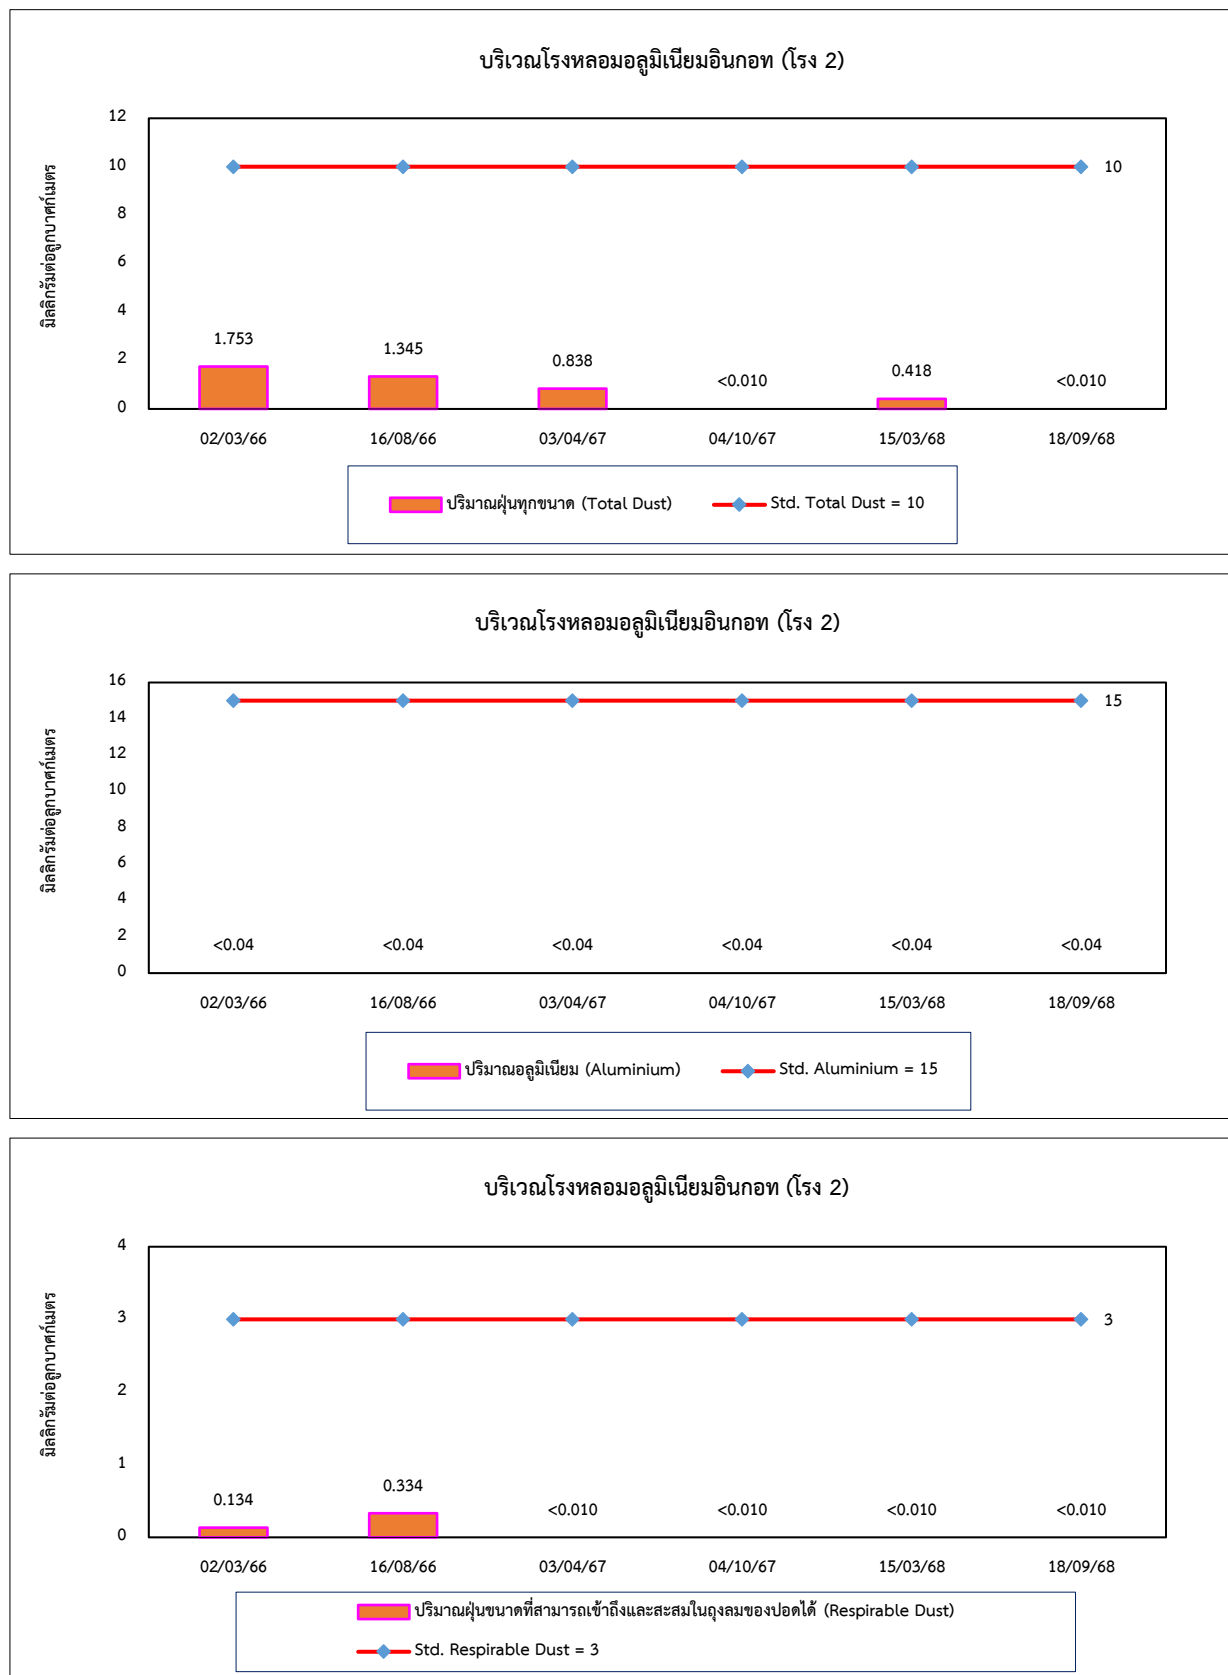 บริเวณโรงหลอมอลูมิเนียมอินกอท (โรง 2)
มิลลิกรัมต่อลูกบาศก์เมตร
12
10
8
6
4
2
0
10
1.753
1.345
0.838
<0.010
0.418
<0.010
02/03/66 16/08/66 03/04/67 04/10/67 15/03/68 18/09/68
ปริมาณฝุ่นทุกขนาด (Total Dust) Std. Total Dust = 10
บริเวณโรงหลอมอลูมิเนียมอินกอท (โรง 2)
มิลลิกรัมต่อลูกบาศก์เมตร
16
14
12
10
8
6
4
2
0
15
<0.04 <0.04 <0.04 <0.04 <0.04 <0.04
02/03/66 16/08/66 03/04/67 04/10/67 15/03/68 18/09/68
ปริมาณอลูมิเนียม (Aluminium) Std. Aluminium = 15
บริเวณโรงหลอมอลูมิเนียมอินกอท (โรง 2)
มิลลิกรัมต่อลูกบาศก์เมตร
4
3
2
1
0
3
0.134
0.334
<0.010 <0.010 <0.010 <0.010
02/03/66 16/08/66 03/04/67 04/10/67 15/03/68 18/09/68
ปริมาณฝุ่นขนาดที่สามารถเข้าถึงและสะสมในถุงลมของปอดได้ (Respirable Dust)
Std. Respirable Dust = 3